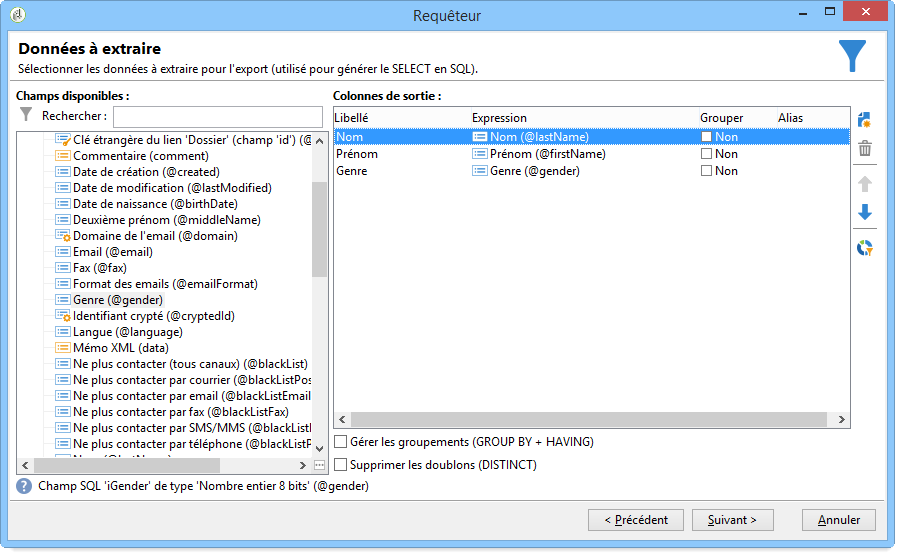 Requêteur
Données à extraire
Sélectionner les données à extraire pour l'export (utilisé pour générer le SELECT en SQL).
Champs disponibles :
Rechercher :
Clé étrangère du lien 'Dossier' (champ 'id') (@
Commentaire (comment)
Date de création (@created)
Date de modification (@lastModified)
Date de naissance (@birthDate)
Deuxième prénom (@middleName)
Domaine de l'email (@domain)
Email (@email)
Fax (@fax)
Format des emails (@emailFormat)
Genre (@gender)
Identifiant crypté (@cryptedId)
Langue (@language)
Mémo XML (data)
Ne plus contacter (tous canaux) (@blackList)
Ne plus contacter par courrier (@blackListPos
Ne plus contacter par email (@blackListEmail
Ne plus contacter par fax (@blackListFax)
Ne plus contacter par SMS/MMS (@blackListI
Ne plus contacter par téléphone (@blackListP
Colonnes de sortie :
Libellé Expression Grouper Alias
Nom Nom (@lastName) Non
Prénom Prénom (@firstName) Non
Genre Genre (@gender) Non
Gérer les groupements (GROUP BY + HAVING)
Supprimer les doublons (DISTINCT)
? Champ SQL 'iGender' de type 'Nombre entier 8 bits' (@gender)
< Précédent Suivant > Annuler